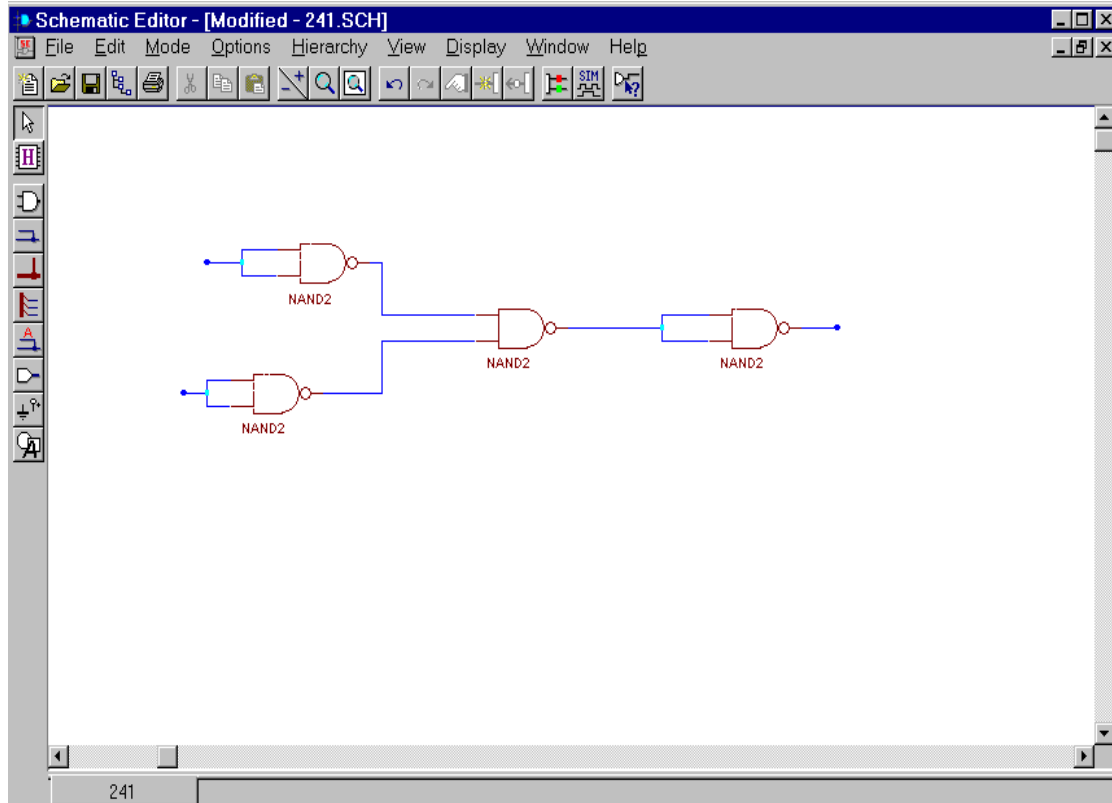 Schematic Editor - [Modified - 241.SCH]
File Edit Mode Options Hierarchy View Display Window Help
SIM
H
A
A
NAND2
NAND2
NAND2
NAND2
241